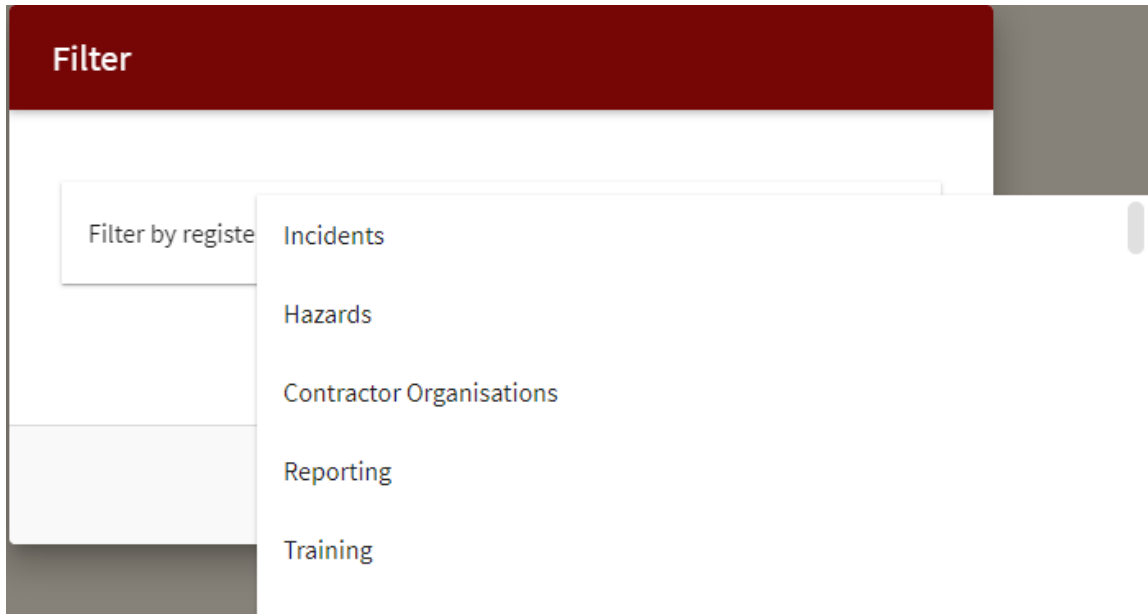 Filter
Filter by registe
Incidents
Hazards
Contractor Organisations
Reporting
Training